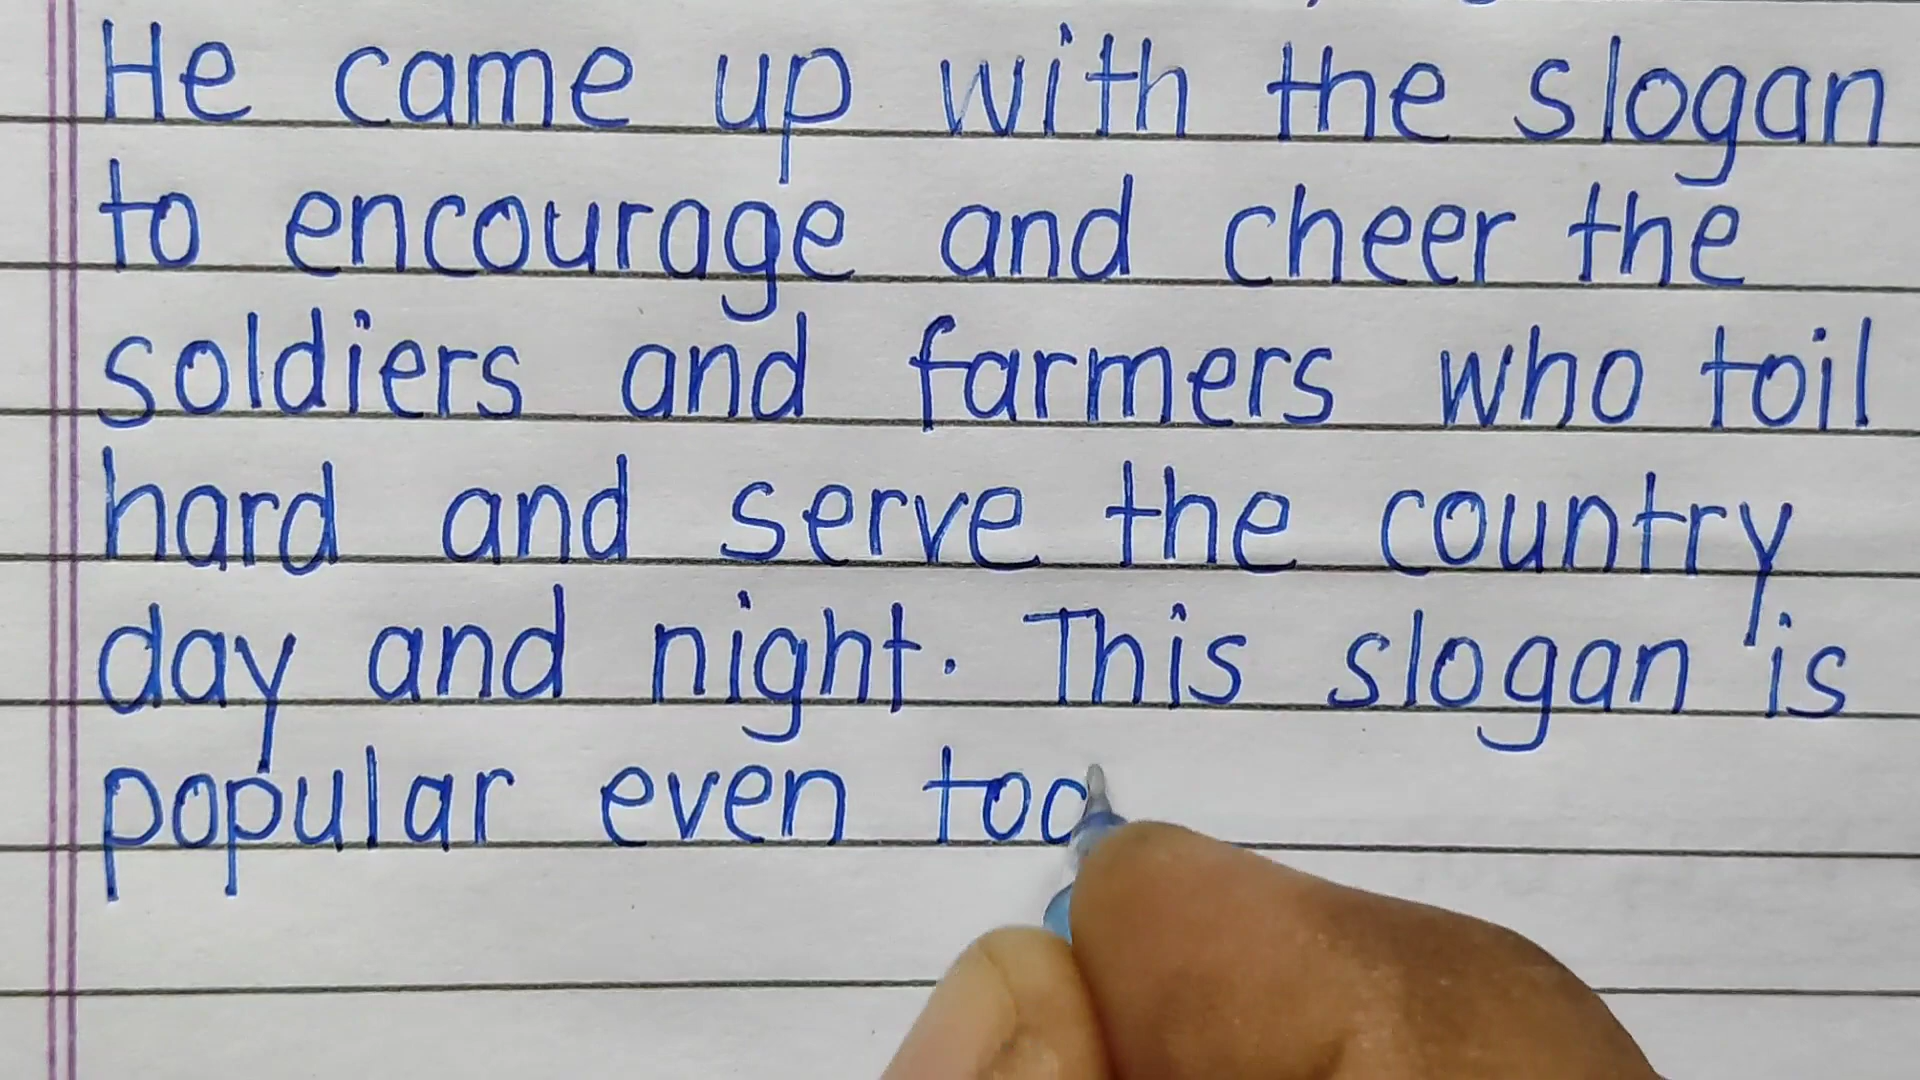 He came up with the slogan
to encourage and cheer the
soldiers and farmers who toil
hard and serve the country
day and night. This slogan is
popular even